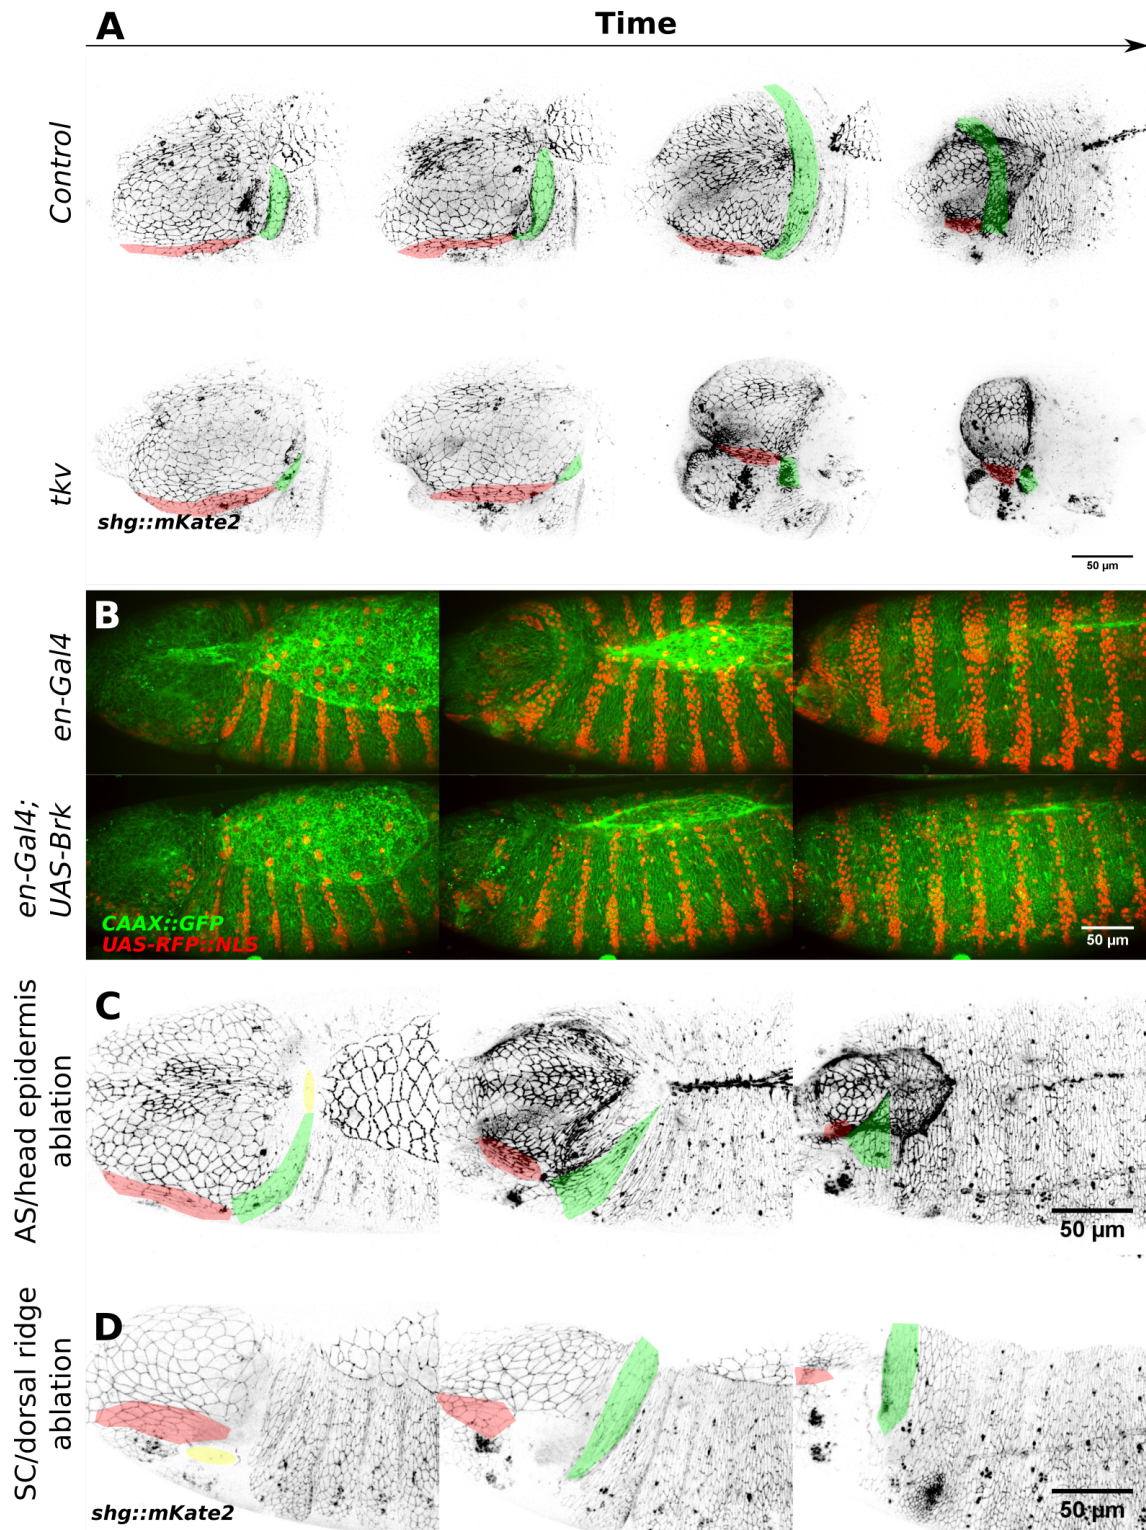 A
Time
Control
tkv
shg::mKate2
50 µm
B
en-Gal4
en-Gal4;
UAS-Brk
CAAX::GFP
UAS-RFP::NLS
50 µm
C
AS/head epidermis
ablation
50 µm
D
SC/dorsal ridge
ablation
shg::mKate2
50 µm